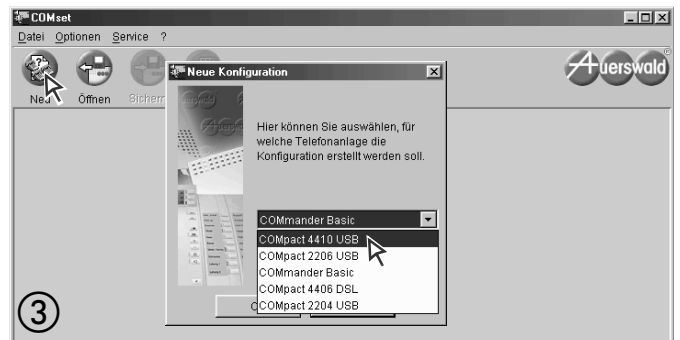 COMset
Datei Optionen Service ?
Auerswald
Neu Öffnen
Neue Konfiguration
Hier können Sie auswählen, für
welche Telefonanlage die
Konfiguration erstellt werden soll.
COMmander Basic
COMpact 4410 USB
COMpact 2206 USB
COMmander Basic
COMpact 4406 DSL
COMpact 2204 USB
3